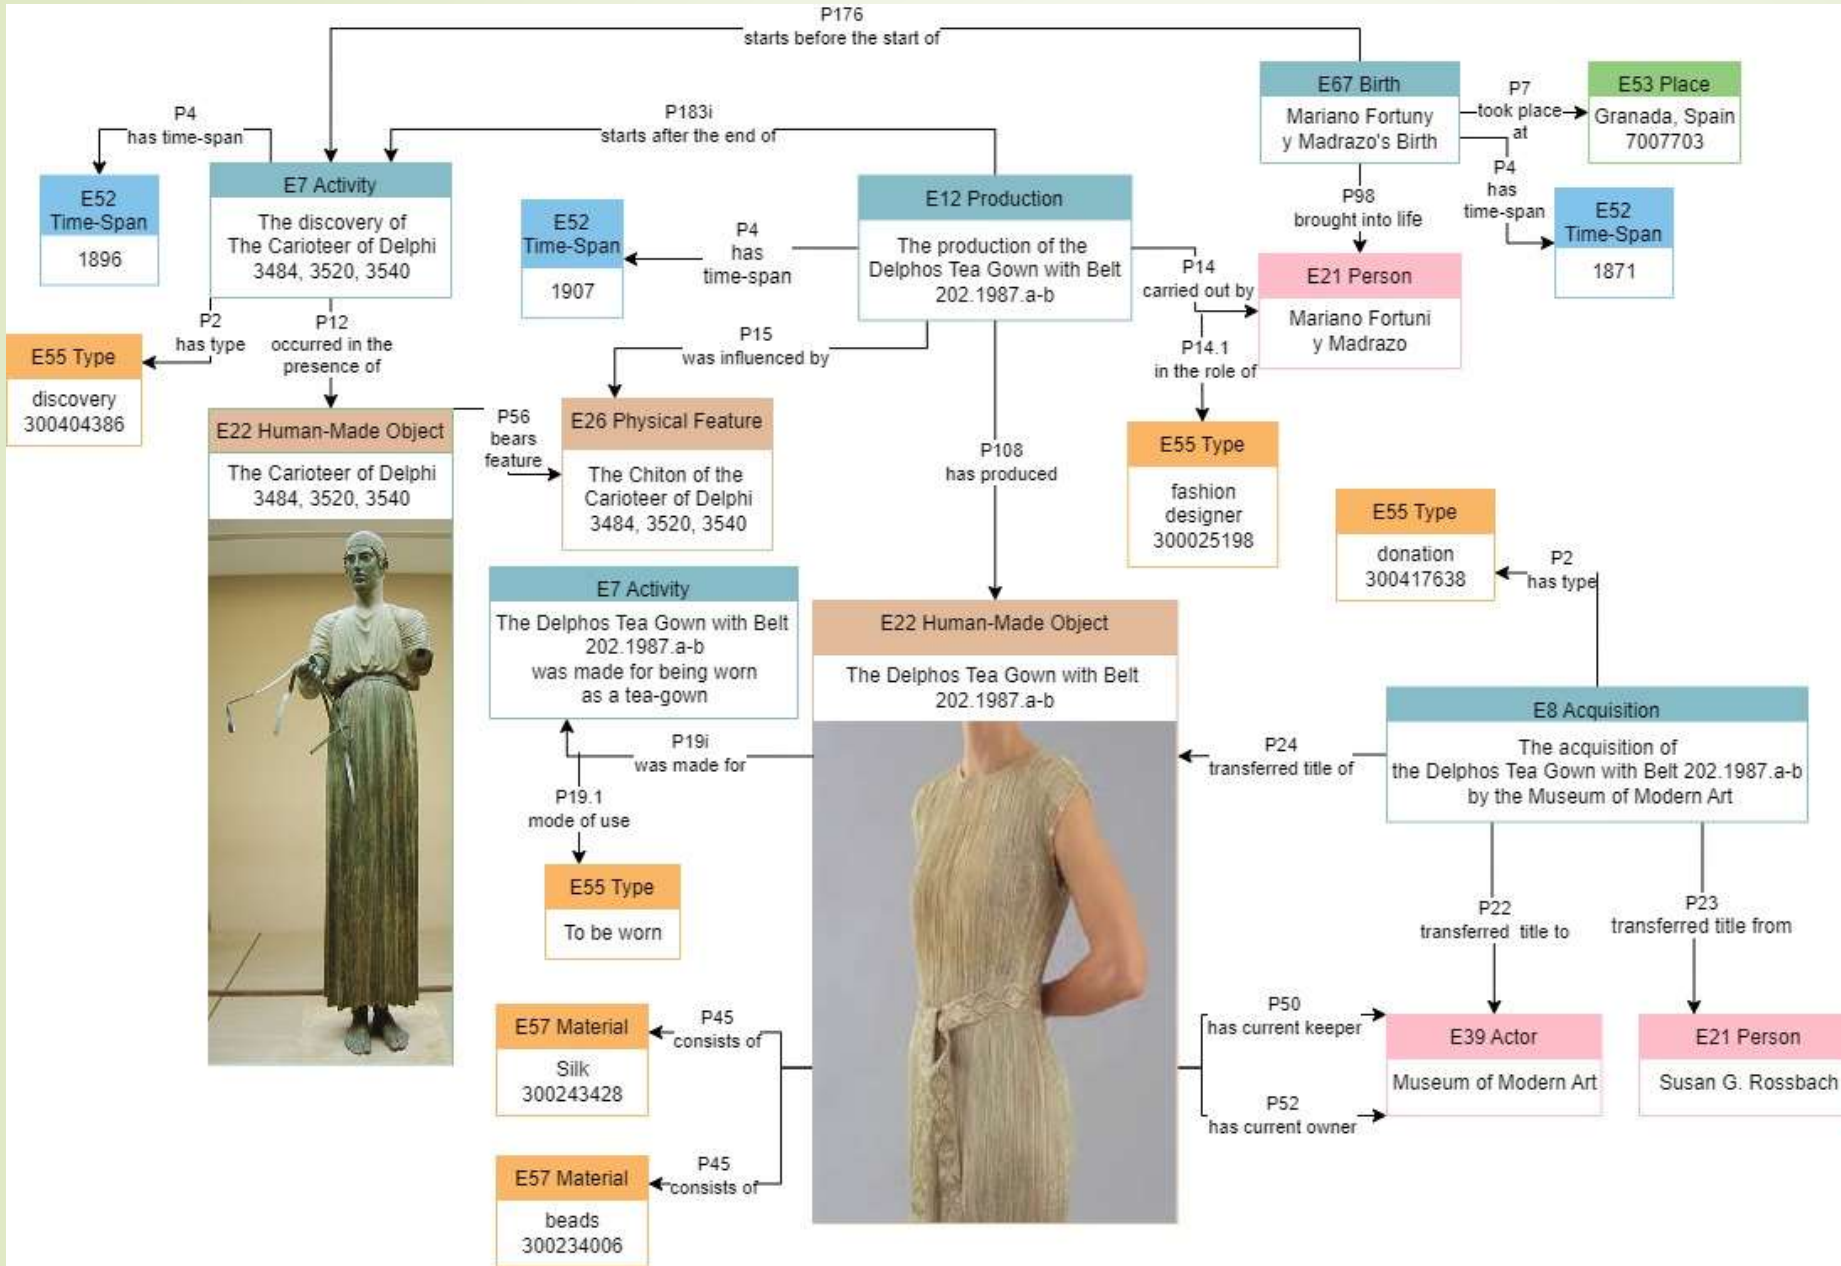 P176
starts before the start of
E67 Birth
Mariano Fortuny
y Madrazo's Birth
P7
took place
at
E53 Place
Granada, Spain
7007703
P4
has time-span
P183i
starts after the end of
E52
Time-Span
1896
E7 Activity
The discovery of
The Carioteer of Delphi
3484, 3520, 3540
E52
Time-Span
1907
P4
has
time-span
E12 Production
The production of the
Delphos Tea Gown with Belt
202.1987.a-b
P98
brought into life
P4
has
time-span
E52
Time-Span
1871
P14
carried out by
E21 Person
Mariano Fortuni
y Madrazo
P2
has type
P12
occurred in the
presence of
E55 Type
discovery
300404386
P15
was influenced by
P14.1
in the role of
E22 Human-Made Object
The Carioteer of Delphi
3484, 3520, 3540
P56
bears
feature
E26 Physical Feature
The Chiton of the
Carioteer of Delphi
3484, 3520, 3540
P108
has produced
E55 Type
fashion
designer
300025198
E55 Type
donation
300417638
P2
has type
E7 Activity
The Delphos Tea Gown with Belt
202.1987.a-b
was made for being worn
as a tea-gown
E22 Human-Made Object
The Delphos Tea Gown with Belt
202.1987.a-b
E8 Acquisition
The acquisition of
the Delphos Tea Gown with Belt 202.1987.a-b
by the Museum of Modern Art
P19i
was made for
P24
transferred title of
P19.1
mode of use
E55 Type
To be worn
P22
transferred title to
P23
transferred title from
E57 Material
Silk
300243428
P45
consists of
P50
has current keeper
E39 Actor
Museum of Modern Art
E21 Person
Susan G. Rossbach
P52
has current owner
E57 Material
beads
300234006
P45
consists of